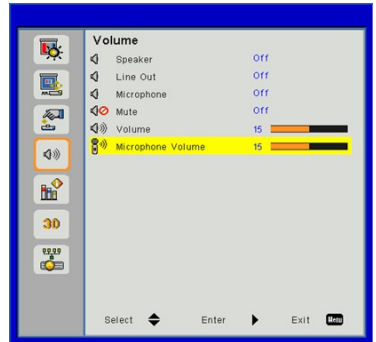 Volume
Speaker Off
Line Out Off
Microphone Off
Mute Off
Volume 15
Microphone Volume 15
3D
Select Enter Exit Menu